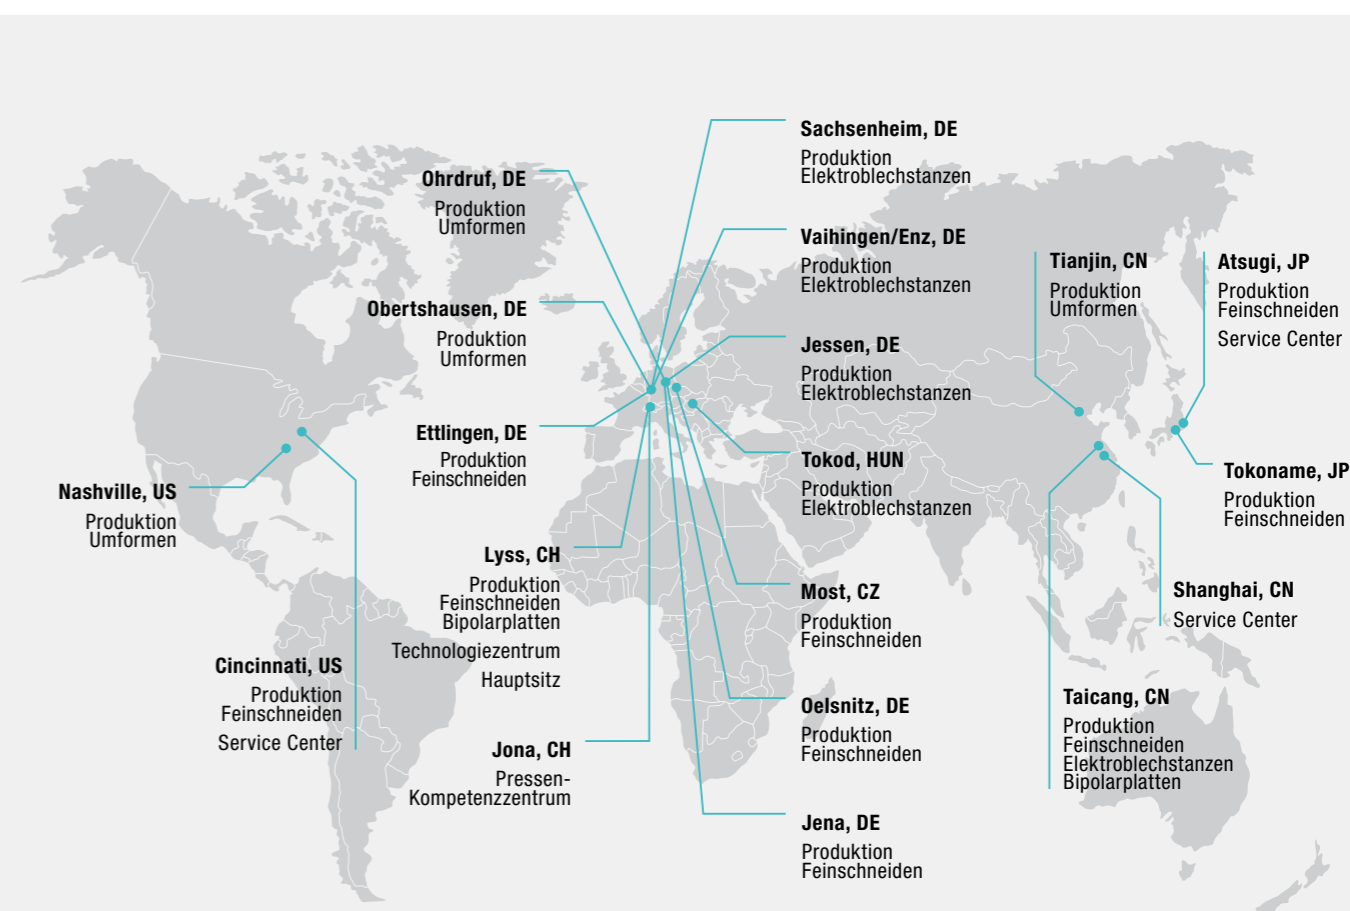 Sachsenheim, DE
Produktion
Elektroblechstanzen
Ohrdruf, DE
Produktion
Umformen
Vaihingen/Enz, DE
Produktion
Elektroblechstanzen
Tianjin, CN
Produktion
Umformen
Atsugi, JP
Produktion
Feinschneiden
Service Center
Obertshausen, DE
Produktion
Umformen
Jessen, DE
Produktion
Elektroblechstanzen
Ettlingen, DE
Produktion
Feinschneiden
Tokod, HUN
Produktion
Elektroblechstanzen
Tokoname, JP
Produktion
Feinschneiden
Nashville, US
Produktion
Umformen
Lyss, CH
Produktion
Feinschneiden
Bipolarplatten
Technologiezentrum
Hauptsitz
Most, CZ
Produktion
Feinschneiden
Shanghai, CN
Service Center
Cincinnati, US
Produktion
Feinschneiden
Service Center
Oelsnitz, DE
Produktion
Feinschneiden
Taicang, CN
Produktion
Feinschneiden
Elektroblechstanzen
Bipolarplatten
Jona, CH
Pressen-
Kompetenzzentrum
Jena, DE
Produktion
Feinschneiden